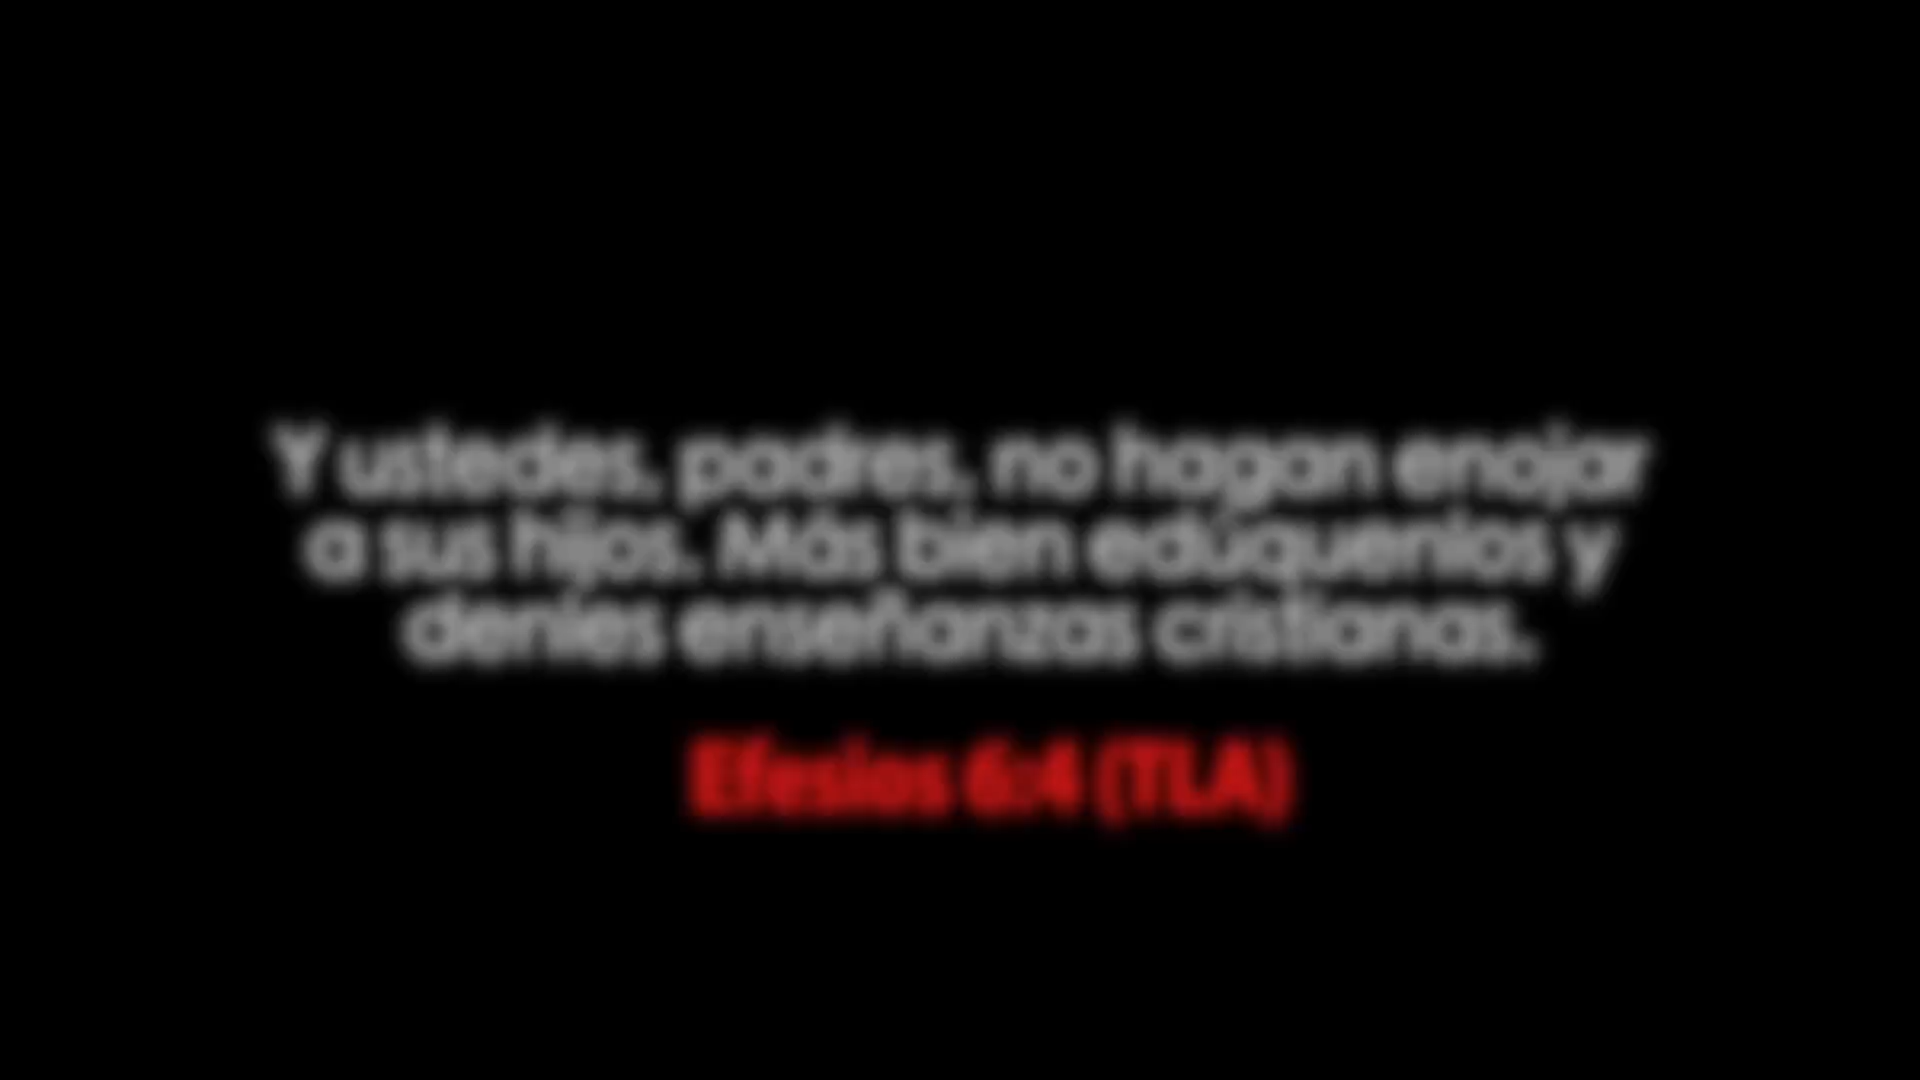 Y ustedes, padres, no hagan enojar
a sus hijos. Más bien edúquenlos y
denles enseñanzas cristianas.
Efesios 6:4 (TLA)